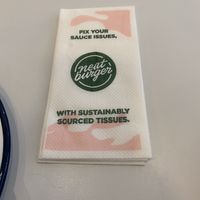 FIX YOUR
SAUCE ISSUES,
neat
burger
WITH SUSTAINABLY
SOURCED TISSUES.